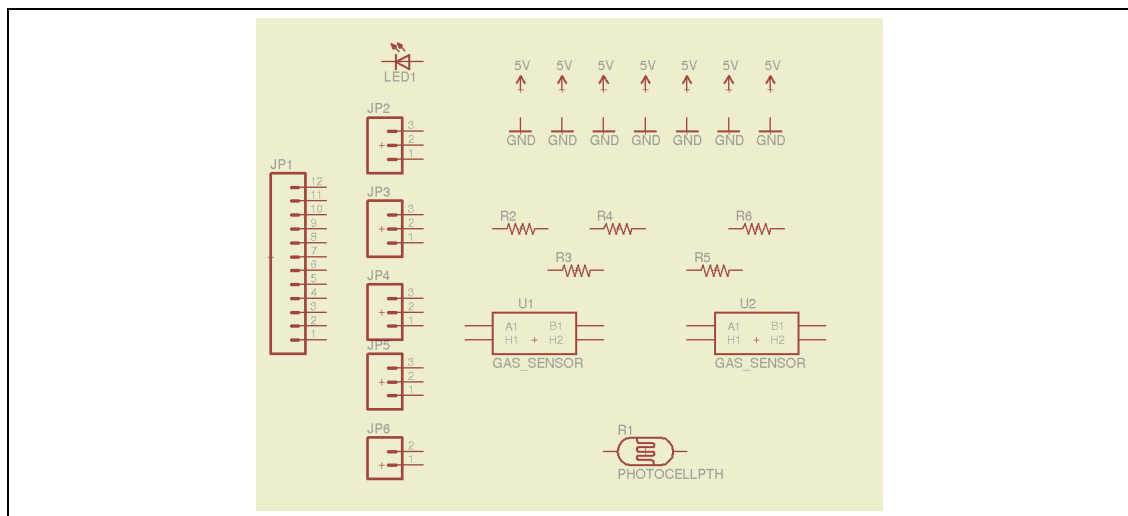 LED1
5V 5V 5V 5V 5V 5V 5V
GND GND GND GND GND GND GND
JP2
3
2
1
JP1
12
11
10
9
8
7
6
5
4
3
2
1
JP3
3
2
1
JP4
3
2
1
JP5
3
2
1
JP6
2
1
R2 R4 R6
R3 R5
U1
A1 B1
H1 H2
GAS_SENSOR
U2
A1 B1
H1 H2
GAS_SENSOR
R1
PHOTOCELLPTH